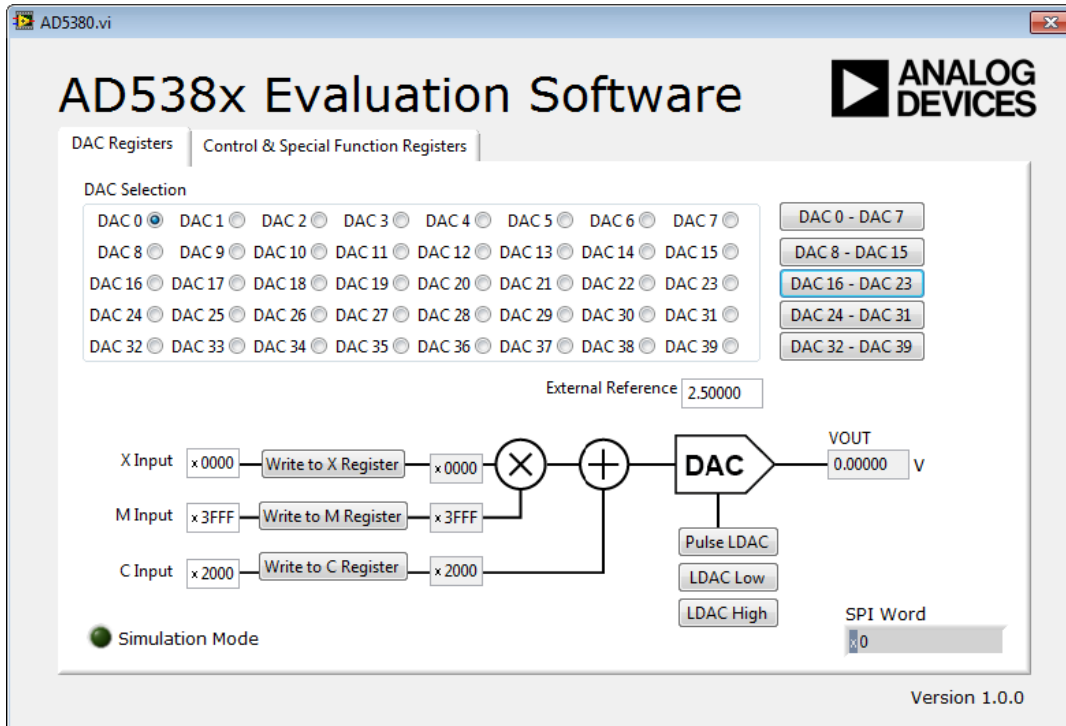 AD5380.vi
AD538x Evaluation Software
ANALOG
DEVICES
DAC Registers
Control & Special Function Registers
DAC Selection
DAC 0 DAC 1 DAC 2 DAC 3 DAC 4 DAC 5 DAC 6 DAC 7
DAC 0 - DAC 7
DAC 8 DAC 9 DAC 10 DAC 11 DAC 12 DAC 13 DAC 14 DAC 15
DAC 8 - DAC 15
DAC 16 DAC 17 DAC 18 DAC 19 DAC 20 DAC 21 DAC 22 DAC 23
DAC 16 - DAC 23
DAC 24 DAC 25 DAC 26 DAC 27 DAC 28 DAC 29 DAC 30 DAC 31
DAC 24 - DAC 31
DAC 32 DAC 33 DAC 34 DAC 35 DAC 36 DAC 37 DAC 38 DAC 39
DAC 32 - DAC 39
External Reference 2.50000
X Input x 0000 Write to X Register x 0000
DAC
VOUT
0.00000 V
M Input x 3FFF Write to M Register x 3FFF
C Input x 2000 Write to C Register x 2000
Pulse LDAC
LDAC Low
LDAC High
Simulation Mode
SPI Word
x 0
Version 1.0.0